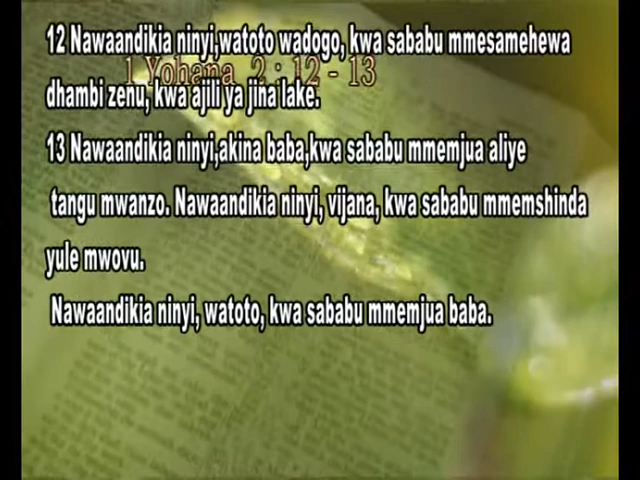 12 Nawaandikia ninyi,watoto wadogo, kwa sababu mmesamehewa
1 Yohana 2 : 12 - 13
dhambi zenu, kwa ajili ya jina lake.
13 Nawaandikia ninyi,akina baba,kwa sababu mmemjua aliye
tangu mwanzo. Nawaandikia ninyi, vijana, kwa sababu mmemshinda
yule mwovu.
Nawaandikia ninyi, watoto, kwa sababu mmemjua baba.